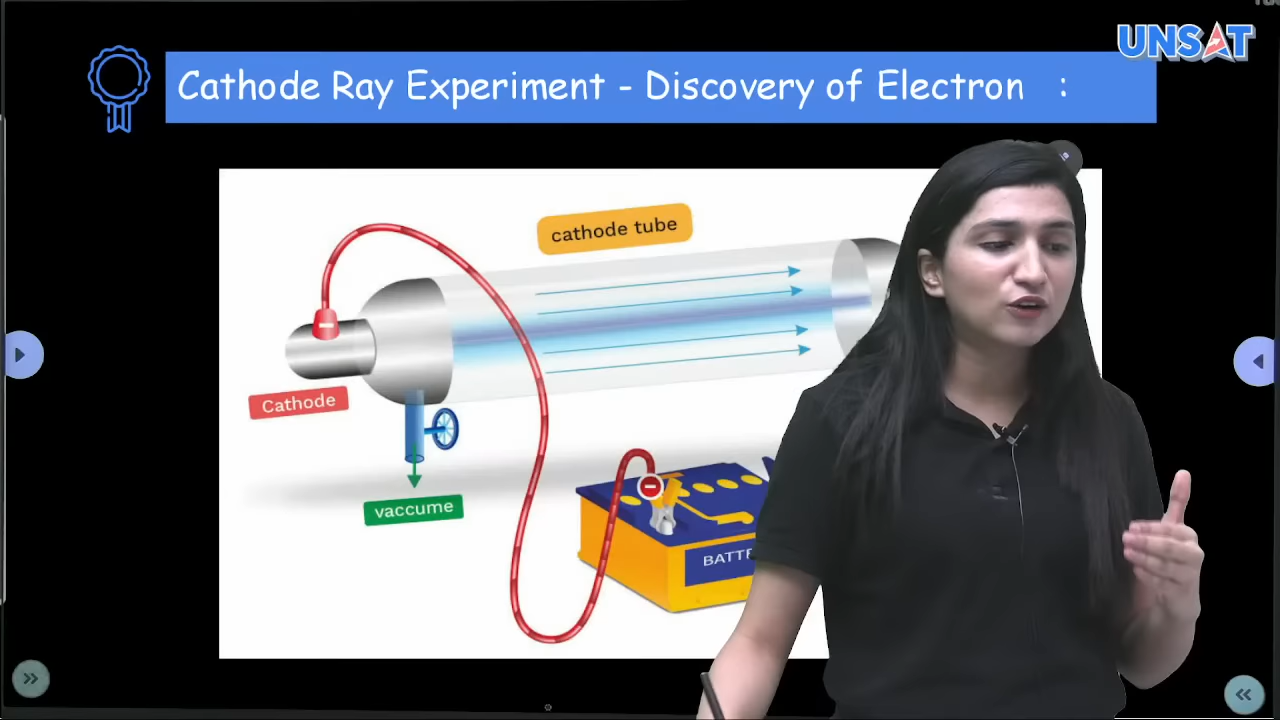 UNSAT
Cathode Ray Experiment - Discovery of Electron :
cathode tube
Cathode
vaccume